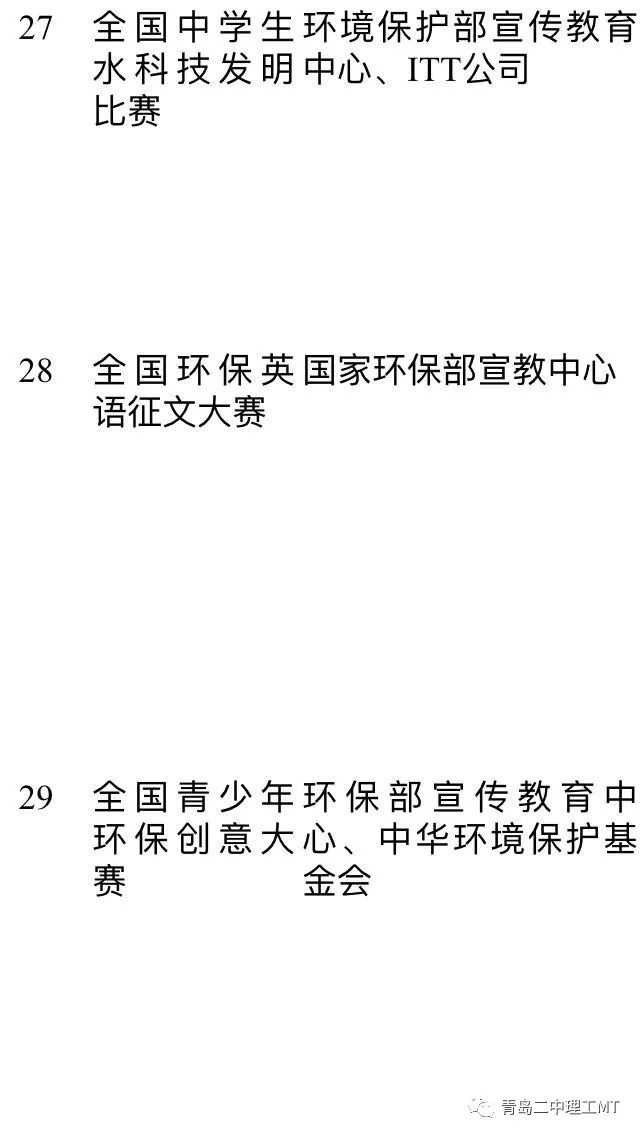 27 全国中学生 环境保护部宣传教育
水科技发明 中心、ITT公司
比赛
28 全国环保英 国家环保部宣教中心
语征文大赛
29 全国青少年 环保部宣传教育中
环保创意大 心、中华环境保护基
赛 金会
青岛二中理工MT